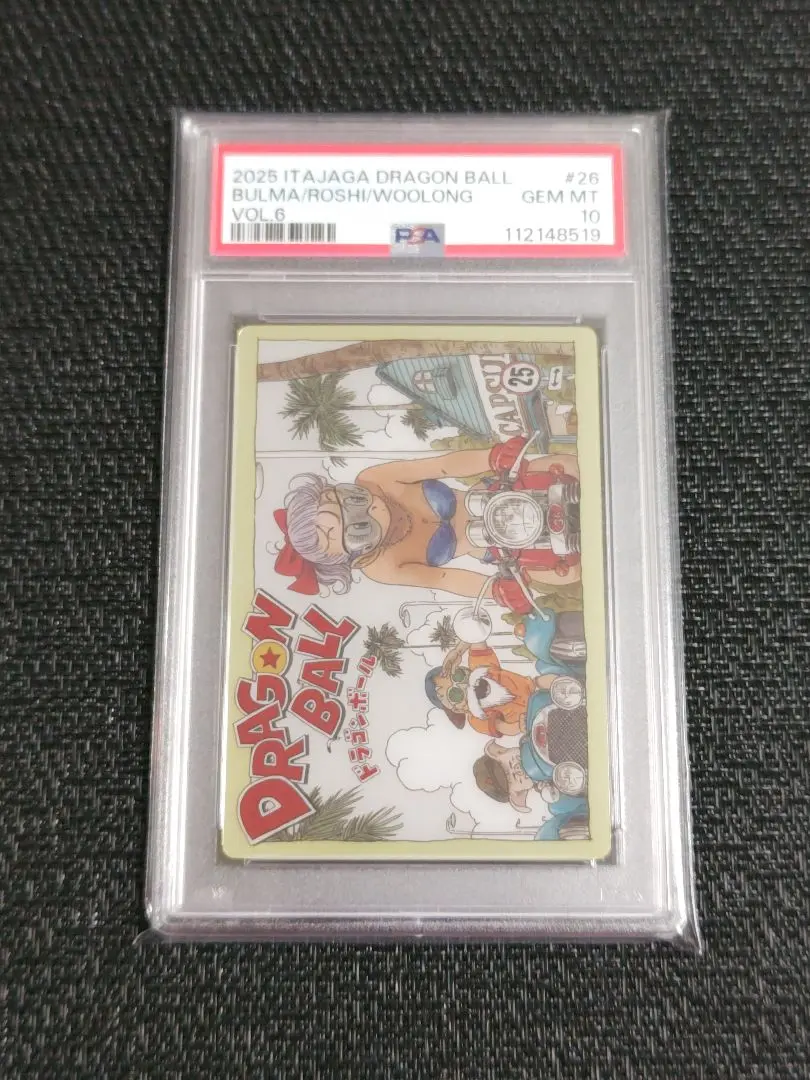 2025 ITAJAGA DRAGON BALL #26
BULMA/ROSHI/WOOLONG GEM MT
VOL.6 10
PSA 112148519
DRAGON
BALL
ドラゴンボール
CAPSUL
25